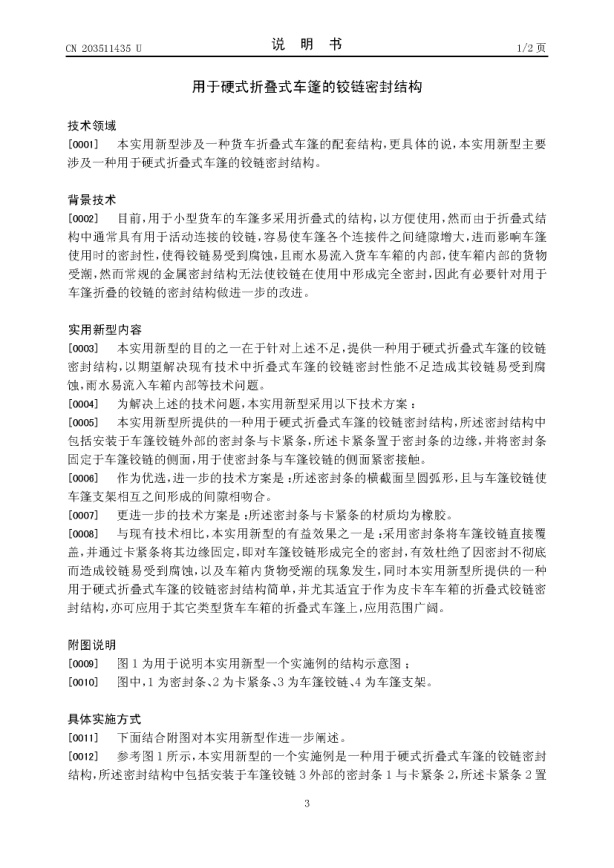 CN 203511435 U
说 明 书
1/2 页
用于硬式折叠式车篷的铰链密封结构
技术领域
[0001] 本实用新型涉及一种货车折叠式车篷的配套结构，更具体的说，本实用新型主要
涉及一种用于硬式折叠式车篷的铰链密封结构。
背景技术
[0002] 目前，用于小型货车的车篷多采用折叠式的结构，以方便使用，然而由于折叠式结
构中通常具有用于活动连接的铰链，容易使车篷各个连接件之间缝隙增大，进而影响车篷
使用时的密封性，使得铰链易受到腐蚀，且雨水易流入货车车箱的内部，使车箱内部的货物
受潮，然而常规的金属密封结构无法使铰链在使用中形成完全密封，因此有必要针对用于
车篷折叠的铰链的密封结构做进一步的改进。
实用新型内容
[0003] 本实用新型的目的之一在于针对上述不足，提供一种用于硬式折叠式车篷的铰链
密封结构，以期望解决现有技术中折叠式车篷的铰链密封性能不足造成其铰链易受到腐
蚀，雨水易流入车箱内部等技术问题。
[0004] 为解决上述的技术问题，本实用新型采用以下技术方案：
[0005] 本实用新型所提供的一种用于硬式折叠式车篷的铰链密封结构，所述密封结构中
包括安装于车篷铰链外部的密封条与卡紧条，所述卡紧条置于密封条的边缘，并将密封条
固定于车篷铰链的侧面，用于使密封条与车篷铰链的侧面紧密接触。
[0006] 作为优选，进一步的技术方案是：所述密封条的横截面呈圆弧形，且与车篷铰链使
车篷支架相互之间形成的间隙相吻合。
[0007] 更进一步的技术方案是：所述密封条与卡紧条的材质均为橡胶。
[0008] 与现有技术相比，本实用新型的有益效果之一是：采用密封条将车篷铰链直接覆
盖，并通过卡紧条将其边缘固定，即对车篷铰链形成完全的密封，有效杜绝了因密封不彻底
而造成铰链易受到腐蚀，以及车箱内货物受潮的现象发生，同时本实用新型所提供的一种
用于硬式折叠式车篷的铰链密封结构简单，并尤其适宜于作为皮卡车车箱的折叠式铰链密
封结构，亦可应用于其它类型货车车箱的折叠式车篷上，应用范围广阔。
附图说明
[0009] 图 1 为用于说明本实用新型一个实施例的结构示意图；
[0010] 图中，1 为密封条、2 为卡紧条、3 为车篷铰链、4 为车篷支架。
具体实施方式
[0011] 下面结合附图对本实用新型作进一步阐述。
[0012] 参考图 1 所示，本实用新型的一个实施例是一种用于硬式折叠式车篷的铰链密封
结构，所述密封结构中包括安装于车篷铰链 3 外部的密封条 1 与卡紧条 2，所述卡紧条 2 置
3